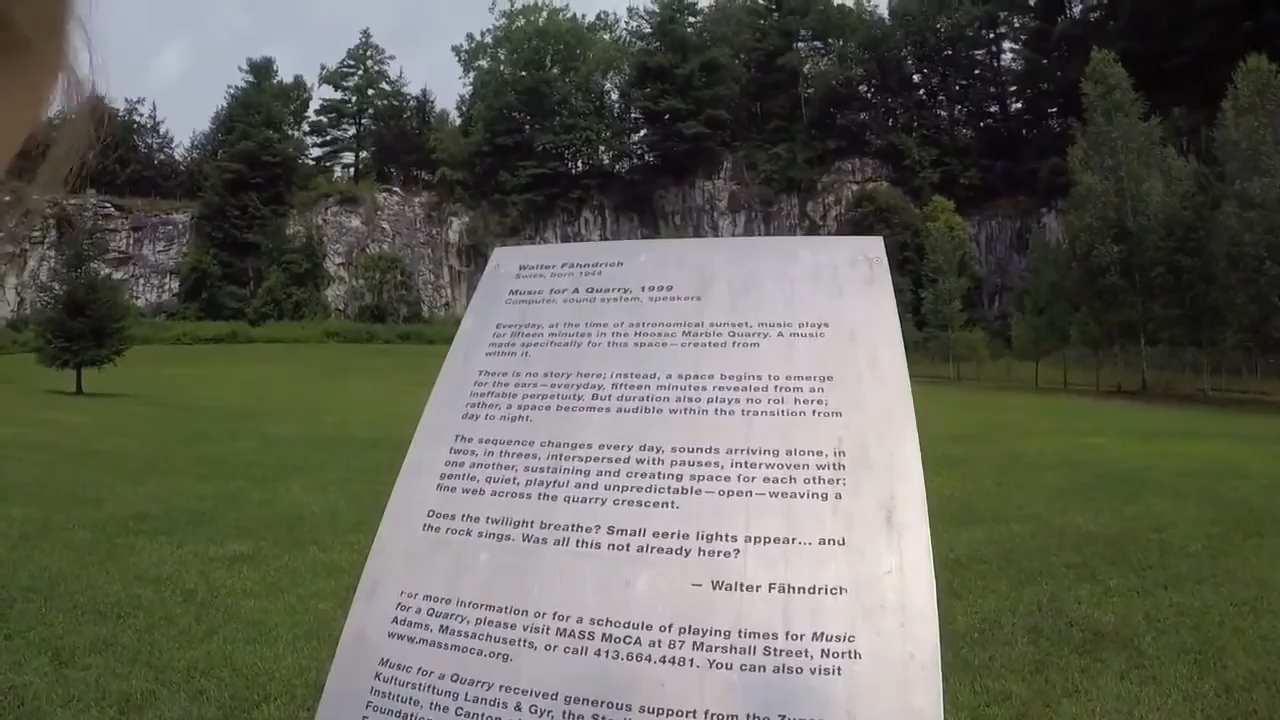 Walter Fähndrich
Swiss, born 1944
Music for A Quarry, 1999
Computer, sound system, speakers
Everyday, at the time of astronomical sunset, music plays
for fifteen minutes in the Hoosac Marble Quarry. A music
made specifically for this space—created from
within it.
There is no story here; instead, a space begins to emerge
for the ears—everyday, fifteen minutes revealed from an
ineffable perpetuity. But duration also plays no rol here;
rather, a space becomes audible within the transition from
day to night.
The sequence changes every day, sounds arriving alone, in
twos, in threes, interspersed with pauses, interwoven with
one another, sustaining and creating space for each other;
gentle, quiet, playful and unpredictable—open—weaving a
fine web across the quarry crescent.
Does the twilight breathe? Small eerie lights appear... and
the rock sings. Was all this not already here?
— Walter Fähndrich
For more information or for a schedule of playing times for Music
for a Quarry, please visit MASS MoCA at 87 Marshall Street, North
Adams, Massachusetts, or call 413.664.4481. You can also visit
www.massmoca.org.
Music for a Quarry received generous support from the
Kulturstiftung Landis & Gyr, the
Institute, the Canton
Foundation